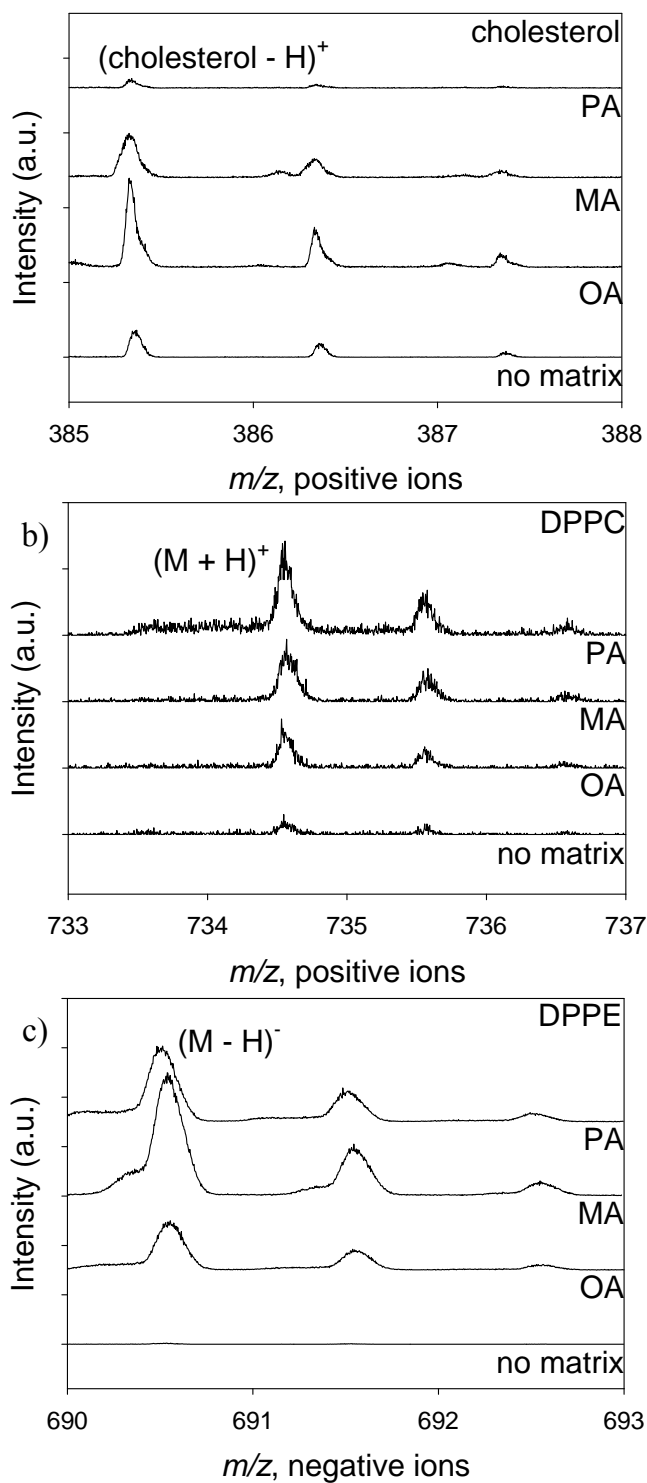 cholesterol
(cholesterol - H)⁺
PA
MA
OA
no matrix
Intensity (a.u.)
385 386 387 388
m/z, positive ions
b)
DPPC
(M + H)⁺
PA
MA
OA
no matrix
Intensity (a.u.)
733 734 735 736 737
m/z, positive ions
c)
DPPE
(M - H)⁻
PA
MA
OA
no matrix
Intensity (a.u.)
690 691 692 693
m/z, negative ions